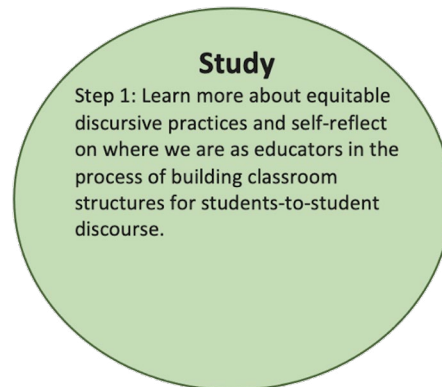 Study
Step 1: Learn more about equitable
discursive practices and self-reflect
on where we are as educators in the
process of building classroom
structures for students-to-student
discourse.